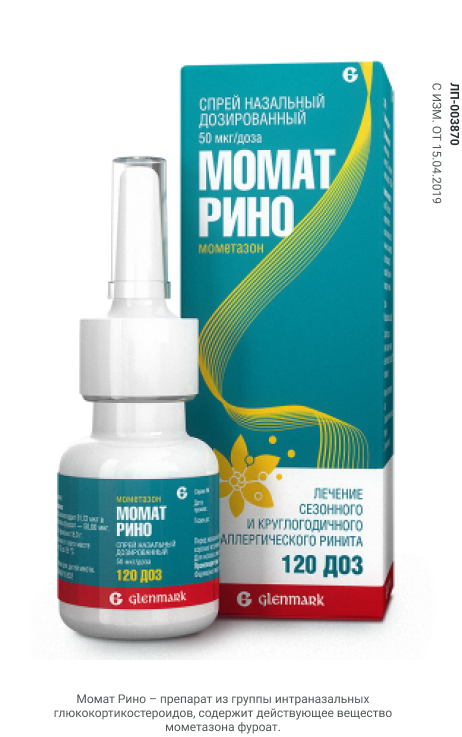 СПРЕЙ НАЗАЛЬНЫЙ
ДОЗИРОВАННЫЙ
50 мкг/доза
МОМАТ
РИНО
мометазон
ЛЕЧЕНИЕ
СЕЗОННОГО
И КРУГЛОГОДИЧНОГО
АЛЛЕРГИЧЕСКОГО РИНИТА
120 ДОЗ
Glenmark
мометазон
МОМАТ
РИНО
СПРЕЙ НАЗАЛЬНЫЙ
ДОЗИРОВАННЫЙ
50 мкг/доза
120 ДОЗ
Glenmark
ЛП-003870
С ИЗМ. ОТ 15.04.2019
Момат Рино – препарат из группы интраназальных
глюкокортикостероидов, содержит действующее вещество
мометазона фуроат.